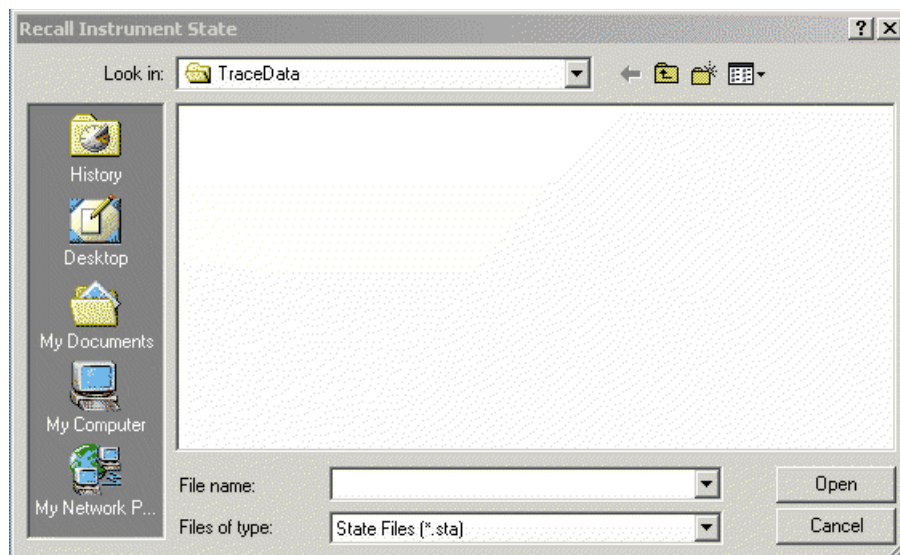 Recall Instrument State
Look in:
TraceData
History
Desktop
My Documents
My Computer
My Network P...
File name:
Open
Files of type:
State Files (*.sta)
Cancel